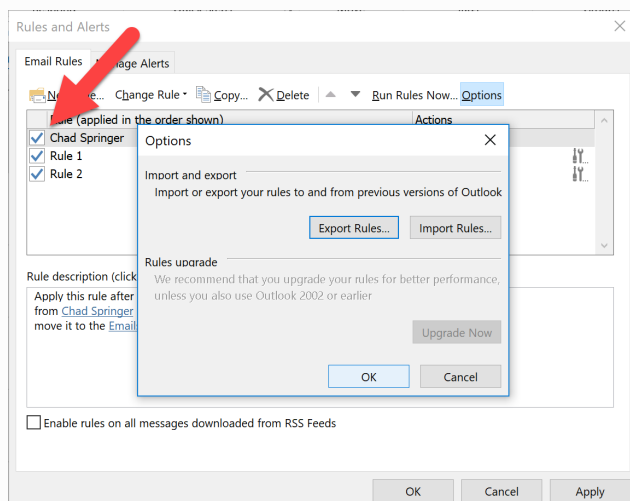 Rules and Alerts
Email Rules
Alerts
Change Rule
Copy...
Delete
Run Rules Now...
Options
(applied in the order shown)
Actions
Chad Springer
Rule 1
Rule 2
Options
Import and export
Import or export your rules to and from previous versions of Outlook
Export Rules...
Import Rules...
Rules upgrade
We recommend that you upgrade your rules for better performance,
unless you also use Outlook 2002 or earlier
Upgrade Now
OK
Cancel
Rule description (click
Apply this rule after
from Chad Springer
move it to the Email
Enable rules on all messages downloaded from RSS Feeds
OK
Cancel
Apply